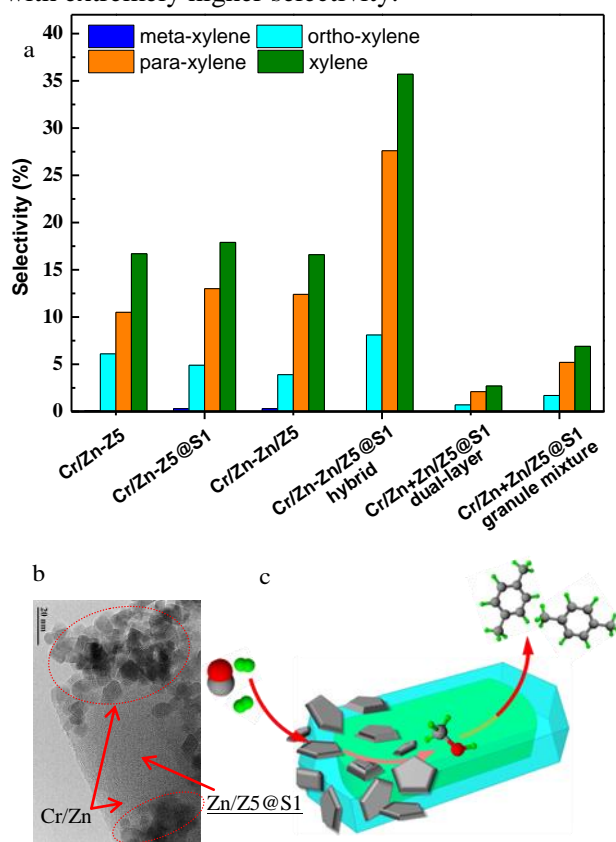 with extremely higher selectivity.
a
meta-xylene ortho-xylene
para-xylene xylene
Selectivity (%)
40
35
30
25
20
15
10
5
0
Cr/Zn-Z5
Cr/Zn-Z5@S1
Cr/Zn-Zn/Z5
Cr/Zn-Zn/Z5@S1
hybrid
Cr/Zn+Zn/Z5@S1
dual-layer
Cr/Zn+Zn/Z5@S1
granule mixture
b
c
20 nm
Cr/Zn
Zn/Z5@S1